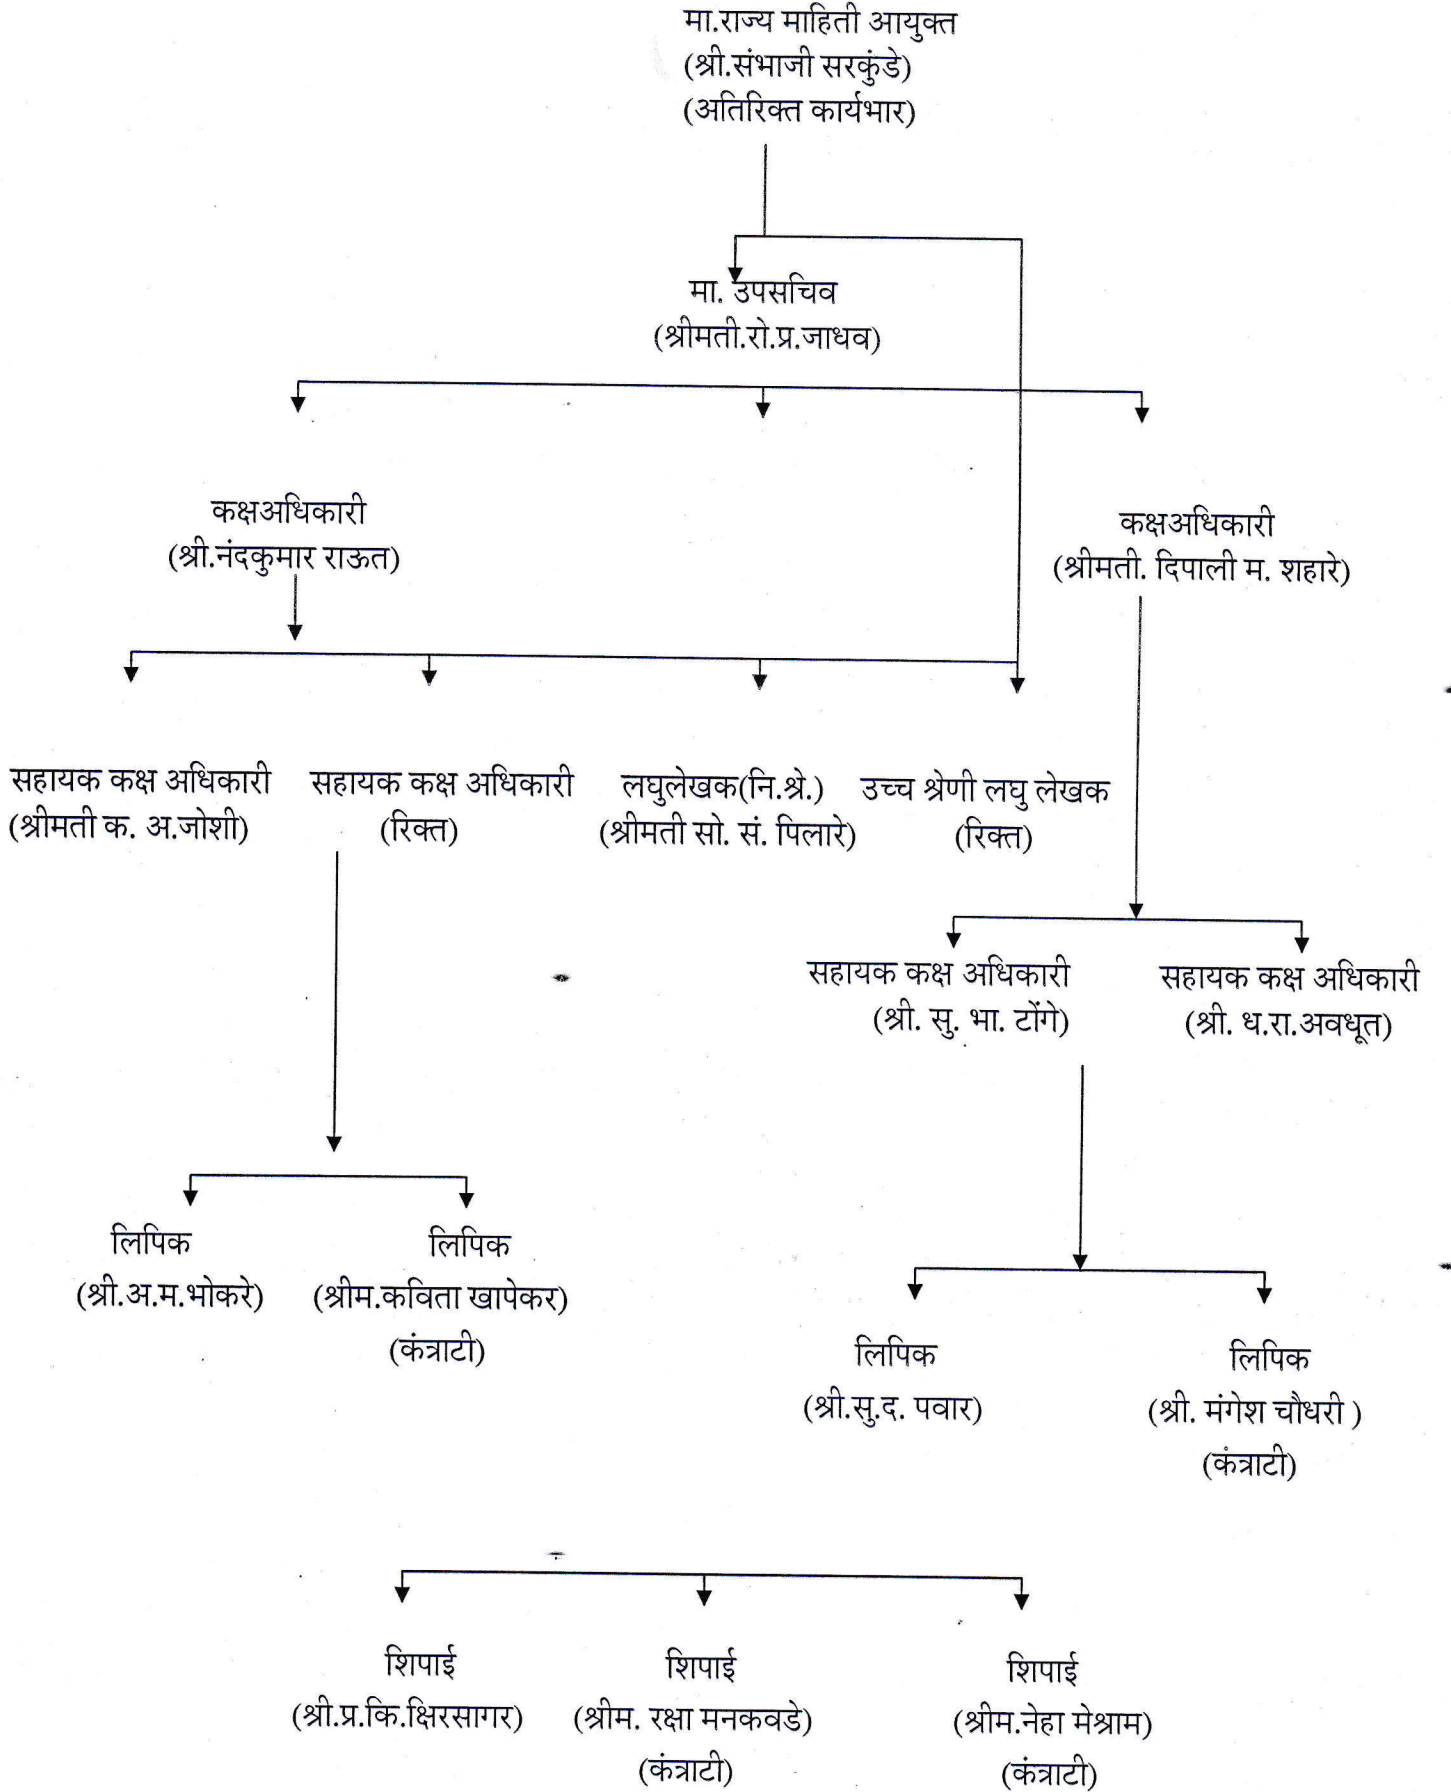 मा.राज्य माहिती आयुक्त
(श्री.संभाजी सरकुंडे)
(अतिरिक्त कार्यभार)
मा. उपसचिव
(श्रीमती.रो.प्र.जाधव)
कक्षअधिकारी
(श्री.नंदकुमार राऊत)
कक्षअधिकारी
(श्रीमती. दिपाली म. शहारे)
सहायक कक्ष अधिकारी
(श्रीमती क. अ.जोशी)
सहायक कक्ष अधिकारी
(रिक्त)
लघुलेखक(नि.श्रे.)
(श्रीमती सो. सं. पिलारे)
उच्च श्रेणी लघु लेखक
(रिक्त)
सहायक कक्ष अधिकारी
(श्री. सु. भा. टोंगे)
सहायक कक्ष अधिकारी
(श्री. ध.रा.अवधूत)
लिपिक
(श्री.अ.म.भोकरे)
लिपिक
(श्रीम.कविता खापेकर)
(कंत्राटी)
लिपिक
(श्री.सु.द. पवार)
लिपिक
(श्री. मंगेश चौधरी )
(कंत्राटी)
शिपाई
(श्री.प्र.कि.क्षिरसागर)
शिपाई
(श्रीम. रक्षा मनकवडे)
(कंत्राटी)
शिपाई
(श्रीम.नेहा मेश्राम)
(कंत्राटी)